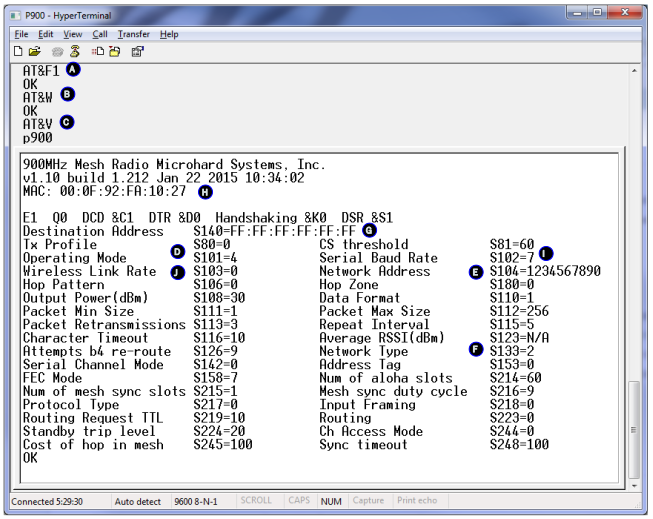 P900 - HyperTerminal
File Edit View Call Transfer Help
AT&F1 A
OK
AT&W B
OK
AT&V C
p900
900MHz Mesh Radio Microhard Systems, Inc.
v1.10 build 1.212 Jan 22 2015 10:34:02
MAC: 00:0F:92:FA:10:27 H
E1 Q0 DCD &C1 DTR &D0 Handshaking &K0 DSR &S1
Destination Address S140=FF:FF:FF:FF:FF:FF G
Tx Profile S80=0 CS threshold S81=60
Operating Mode D S101=4 Serial Baud Rate S102=7 I
Wireless Link Rate J S103=0 Network Address E S104=1234567890
Hop Pattern S106=0 Hop Zone S180=0
Output Power(dBm) S108=30 Data Format S110=1
Packet Min Size S111=1 Packet Max Size S112=256
Packet Retransmissions S113=3 Repeat Interval S115=5
Character Timeout S116=10 Average RSSI(dBm) S123=N/A
Attempts b4 re-route S126=9 Network Type F S133=2
Serial Channel Mode S142=0 Address Tag S153=0
FEC Mode S158=7 Num of aloha slots S214=60
Num of mesh sync slots S215=1 Mesh sync duty cycle S216=9
Protocol Type S217=0 Input Framing S218=0
Routing Request TTL S219=10 Routing S223=0
Standby trip level S224=20 Ch Access Mode S244=0
Cost of hop in mesh S245=100 Sync timeout S248=100
OK
Connected 5:29:30 Auto detect 9600 8-N-1 SCROLL CAPS NUM Capture Print echo